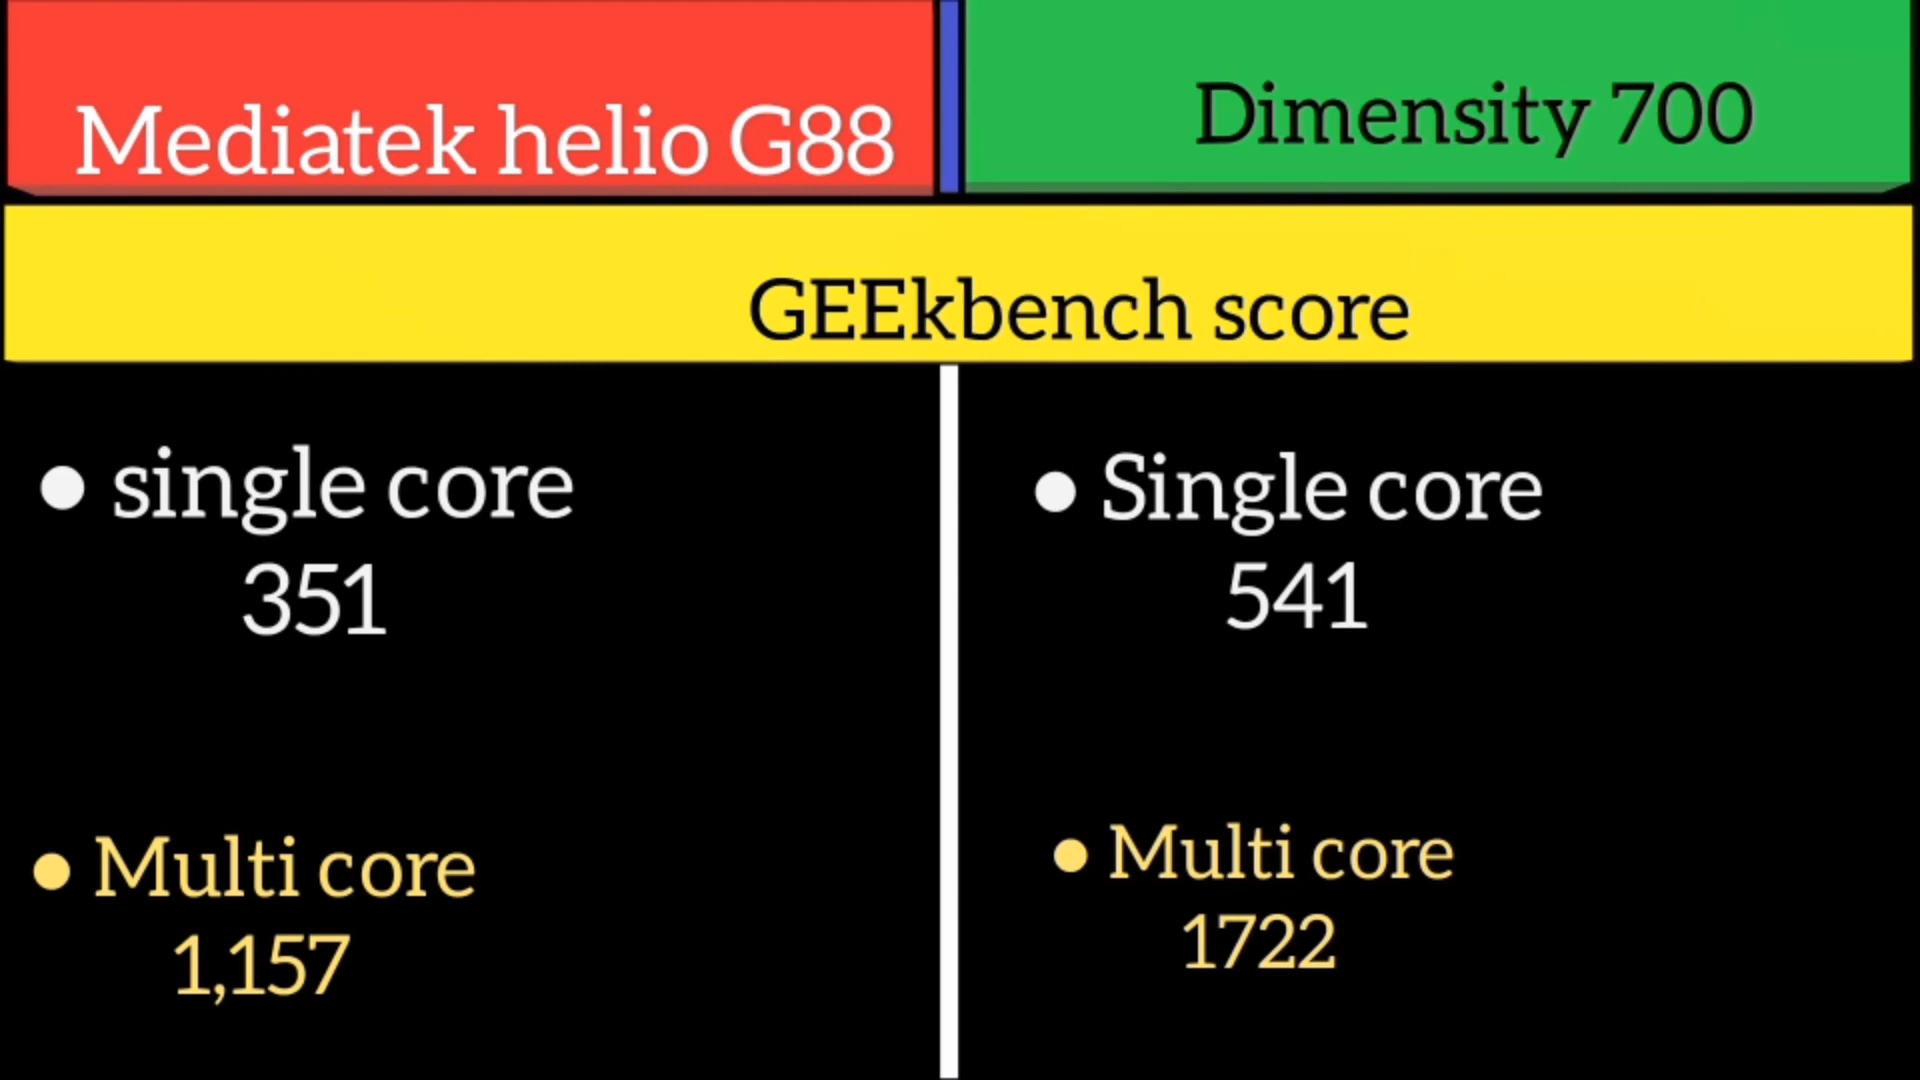 Mediatek helio G88
Dimensity 700
GEEkbench score
• single core
351
• Single core
541
• Multi core
1,157
• Multi core
1722